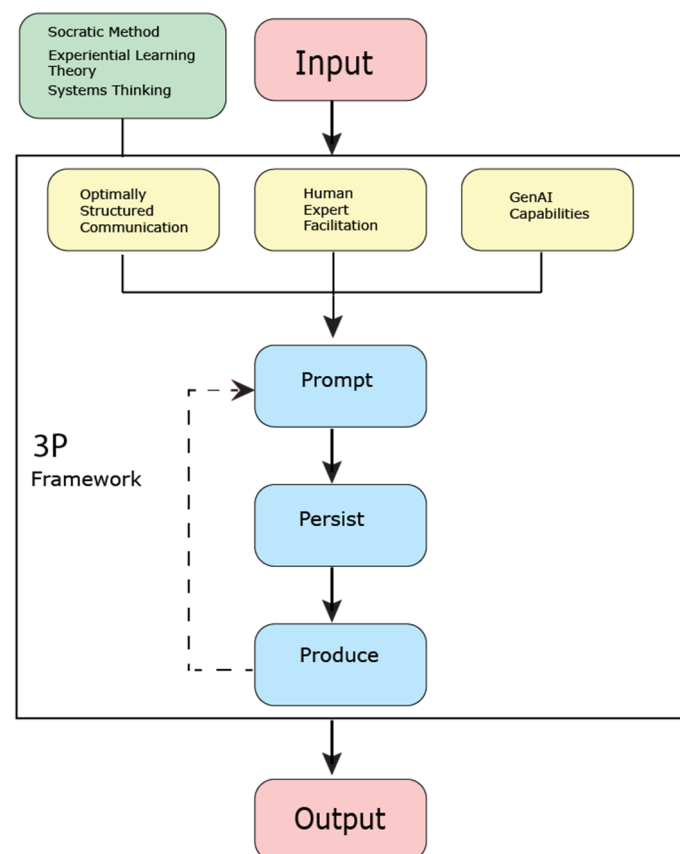 Socratic Method
Experiential Learning
Theory
Systems Thinking
Input
Optimally
Structured
Communication
Human
Expert
Facilitation
GenAI
Capabilities
Prompt
3P
Framework
Persist
Produce
Output